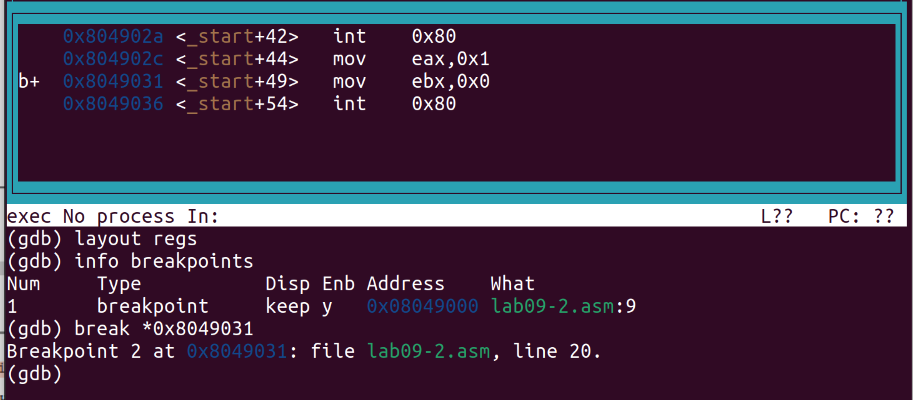 0x804902a <_start+42>   int    0x80
0x804902c <_start+44>   mov    eax,0x1
b+  0x8049031 <_start+49>   mov    ebx,0x0
0x8049036 <_start+54>   int    0x80
exec No process In:    L??   PC: ??
(gdb) layout regs
(gdb) info breakpoints
Num     Type           Disp Enb Address    What
1       breakpoint     keep y   0x08049000 lab09-2.asm:9
(gdb) break *0x8049031
Breakpoint 2 at 0x8049031: file lab09-2.asm, line 20.
(gdb)